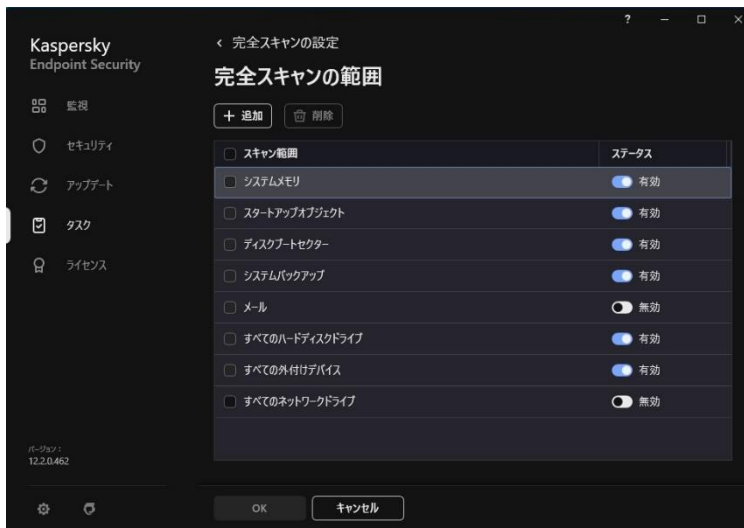 ?
Kaspersky
Endpoint Security
監視
セキュリティ
アップデート
タスク
ライセンス
バージョン：
12.2.0.462
< 完全スキャンの設定
完全スキャンの範囲
+ 追加 削除
スキャン範囲 ステータス
システムメモリ 有効
スタートアップオブジェクト 有効
ディスクブートセクター 有効
システムバックアップ 有効
メール 無効
すべてのハードディスクドライブ 有効
すべての外付けデバイス 有効
すべてのネットワークドライブ 無効
OK キャンセル